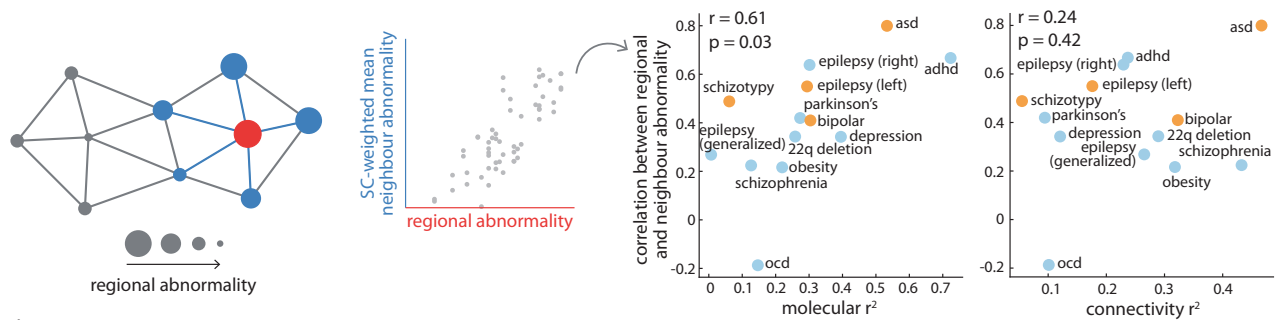 regional abnormality
SC-weighted mean
neighbour abnormality
regional abnormality
correlation between regional
and neighbour abnormality
0.8
0.6
0.4
0.2
0
-0.2
r = 0.61
p = 0.03
asd
epilepsy (right)
adhd
epilepsy (left)
schizotypy
parkinson's
bipolar
epilepsy
(generalized)
depression
22q deletion
obesity
schizophrenia
ocd
0 0.1 0.2 0.3 0.4 0.5 0.6 0.7
molecular r²
0.8
0.6
0.4
0.2
0
-0.2
r = 0.24
p = 0.42
asd
adhd
epilepsy (right)
epilepsy (left)
schizotypy
parkinson's
bipolar
depression
22q deletion
epilepsy
(generalized)
schizophrenia
obesity
ocd
0.1 0.2 0.3 0.4
connectivity r²